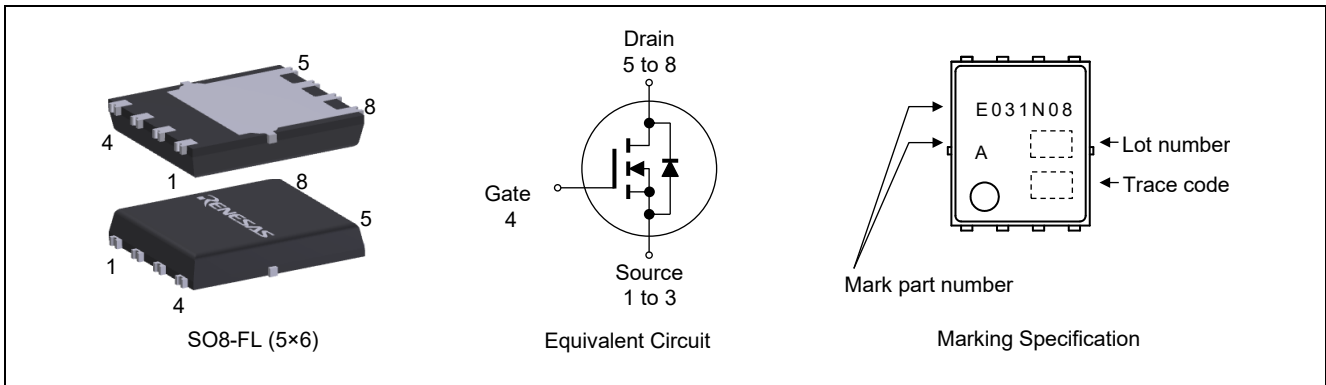 5
8
4
1
8
RENESAS
5
1
4
SO8-FL (5×6)
Drain
5 to 8
Gate
4
Source
1 to 3
Equivalent Circuit
E031N08
A
Lot number
Trace code
Mark part number
Marking Specification